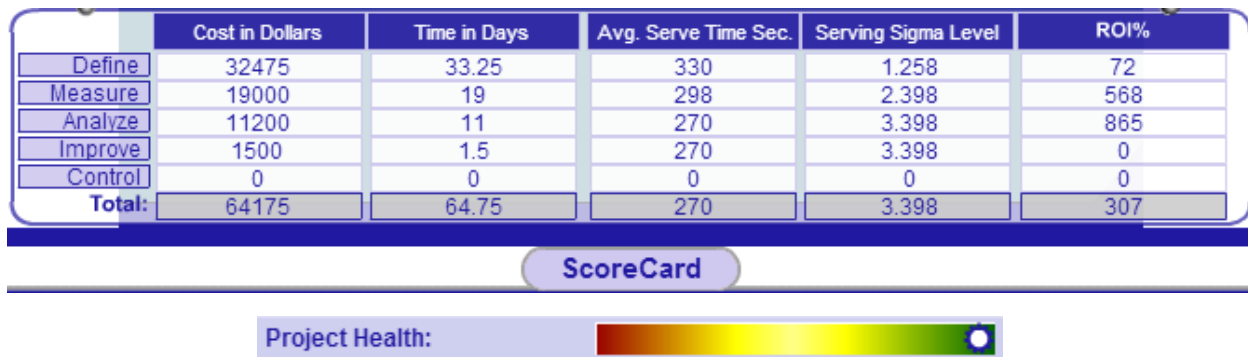 Cost in Dollars Time in Days Avg. Serve Time Sec. Serving Sigma Level ROI%
Define 32475 33.25 330 1.258 72
Measure 19000 19 298 2.398 568
Analyze 11200 11 270 3.398 865
Improve 1500 1.5 270 3.398 0
Control 0 0 0 0 0
Total: 64175 64.75 270 3.398 307
ScoreCard
Project Health: